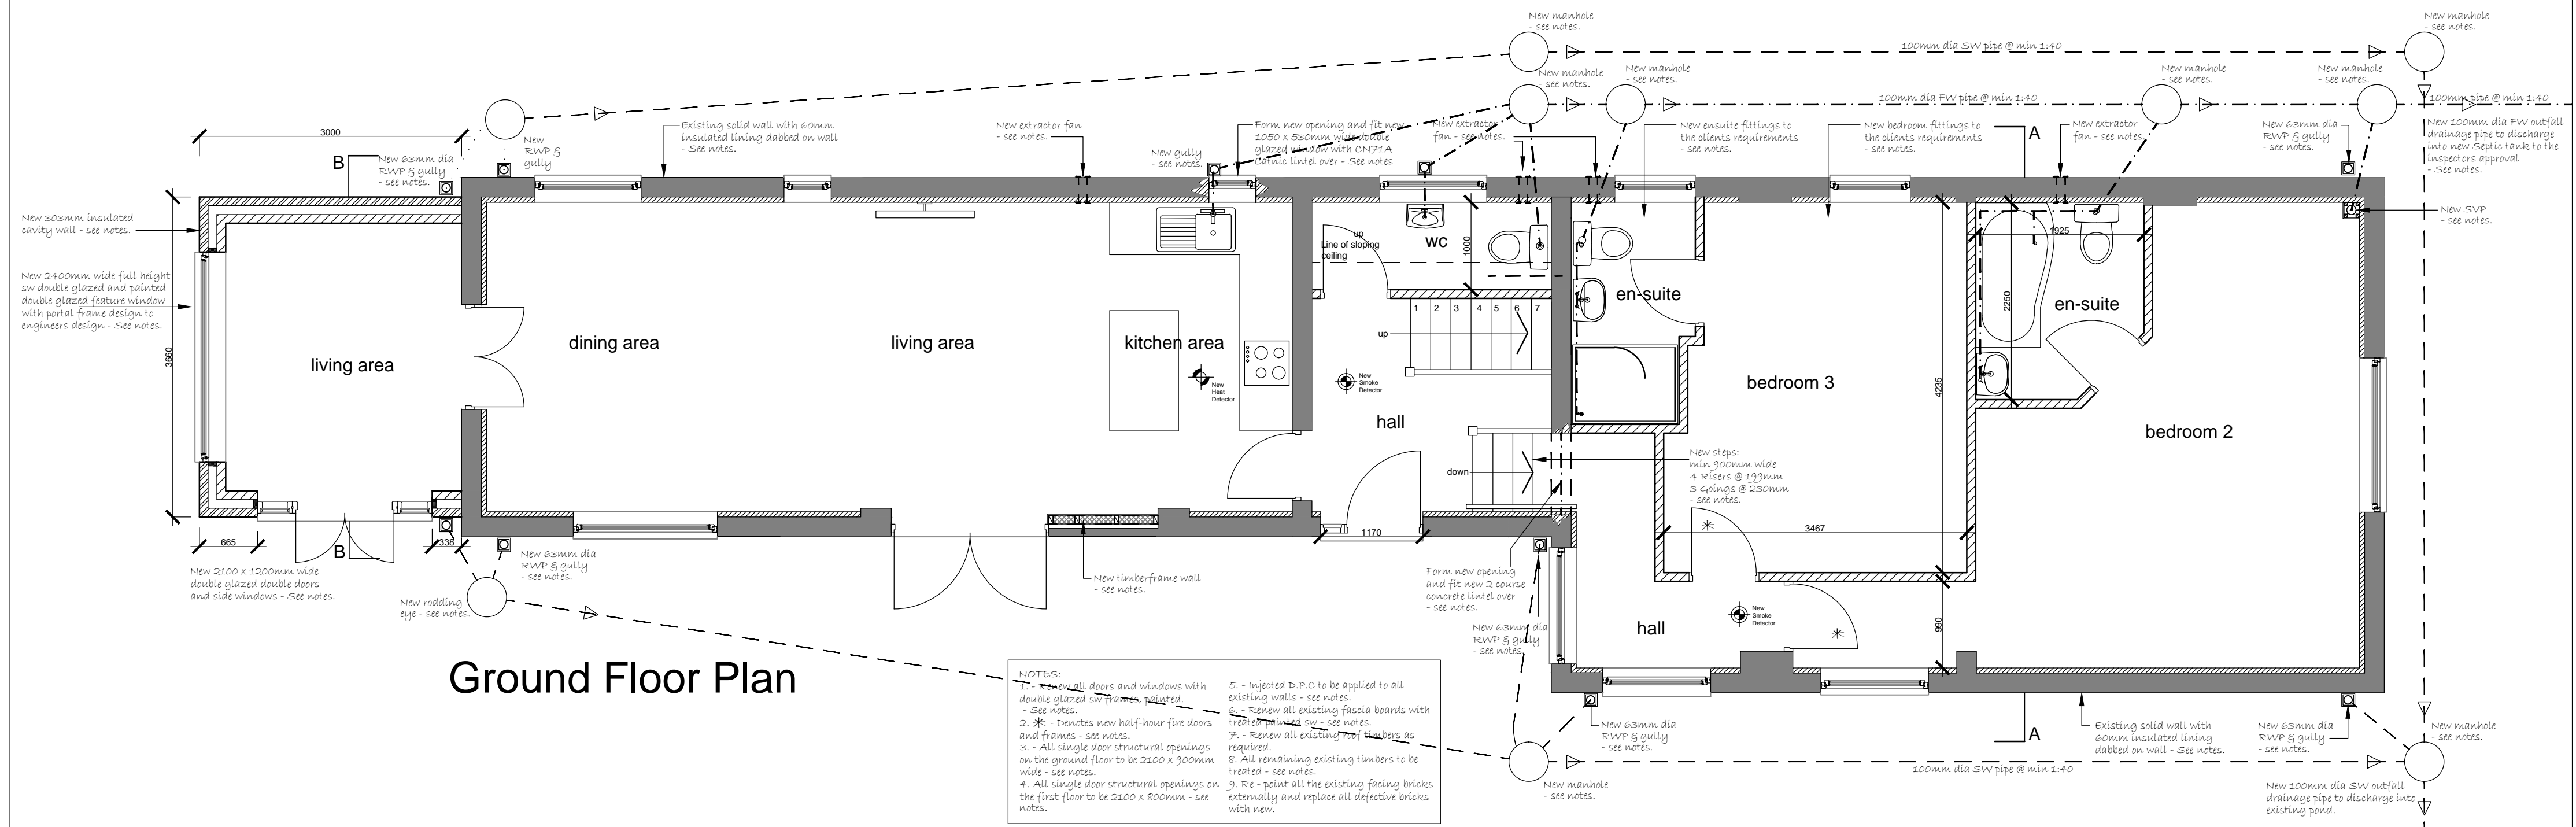 New manhole
- see notes.
New manhole
- see notes.
100mm dia SW pipe @ min 1:40
New manhole
- see notes.
New manhole
- see notes.
New manhole
- see notes.
New manhole
- see notes.
100mm dia FW pipe @ min 1:40
100mm pipe @ min 1:40
3000
B
New 63mm dia
RWP & gully
- see notes.
New
RWP &
gully
Existing solid wall with 60mm
insulated lining dabbed on wall
- See notes.
New extractor fan
- see notes.
New gully
- see notes.
Form new opening and fit new
1050 x 530mm wide double
glazed window with CN71A
Catnic lintel over - See notes
New extractor
fan - see notes.
New ensuite fittings to
the clients requirements
- see notes.
New bedroom fittings to
the clients requirements
- see notes.
A
New extractor
fan - see notes.
New 63mm dia
RWP & gully
- see notes.
New 100mm dia FW outfall
drainage pipe to discharge
into new Septic tank to the
inspectors approval
- See notes.
New 303mm insulated
cavity wall - see notes.
New SVP
- see notes.
New 2400mm wide full height
sw double glazed and painted
double glazed feature window
with portal frame design to
engineers design - See notes.
3660
living area
dining area
living area
kitchen area
New
Heat
Detector
up
Line of sloping
ceiling
WC
1000
1 2 3 4 5 6 7
up
New
Smoke
Detector
hall
down
en-suite
bedroom 3
4235
1925
2250
en-suite
bedroom 2
New steps:
min 900mm wide
4 Risers @ 199mm
3 Goings @ 230mm
- see notes.
3467
665
B
338
1170
New 2100 x 1200mm wide
double glazed double doors
and side windows - See notes.
New 63mm dia
RWP & gully
- see notes.
New rodding
eye - see notes.
New timberframe wall
- see notes.
Form new opening
and fit new 2 course
concrete lintel over
- see notes.
New 63mm dia
RWP & gully
- see notes.
hall
New
Smoke
Detector
990
Ground Floor Plan
NOTES:
1. - Renew all doors and windows with
double glazed sw frames, painted.
- See notes.
2. * - Denotes new half-hour fire doors
and frames - see notes.
3. - All single door structural openings
on the ground floor to be 2100 x 900mm
wide - see notes.
4. All single door structural openings on
the first floor to be 2100 x 800mm - see
notes.
5. - Injected D.P.C to be applied to all
existing walls - see notes.
6. - Renew all existing fascia boards with
treated painted sw - see notes.
7. - Renew all existing roof timbers as
required.
8. All remaining existing timbers to be
treated - see notes.
9. Re - point all the existing facing bricks
externally and replace all defective bricks
with new.
New 63mm dia
RWP & gully
- see notes.
A
Existing solid wall with
60mm insulated lining
dabbed on wall - See notes.
New 63mm dia
RWP & gully
- see notes.
New manhole
- see notes.
New manhole
- see notes.
100mm dia SW pipe @ min 1:40
New 100mm dia SW outfall
drainage pipe to discharge into
existing pond.